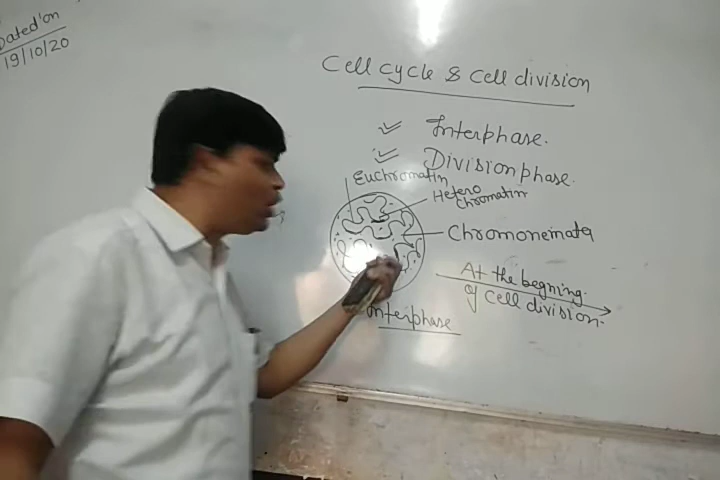 Dated on
19/10/20
Cell cycle & Cell division
Interphase.
Division phase.
Euchromatin
Hetero
Chromatin
Chromonemata
At the begning
of cell division.
Interphase